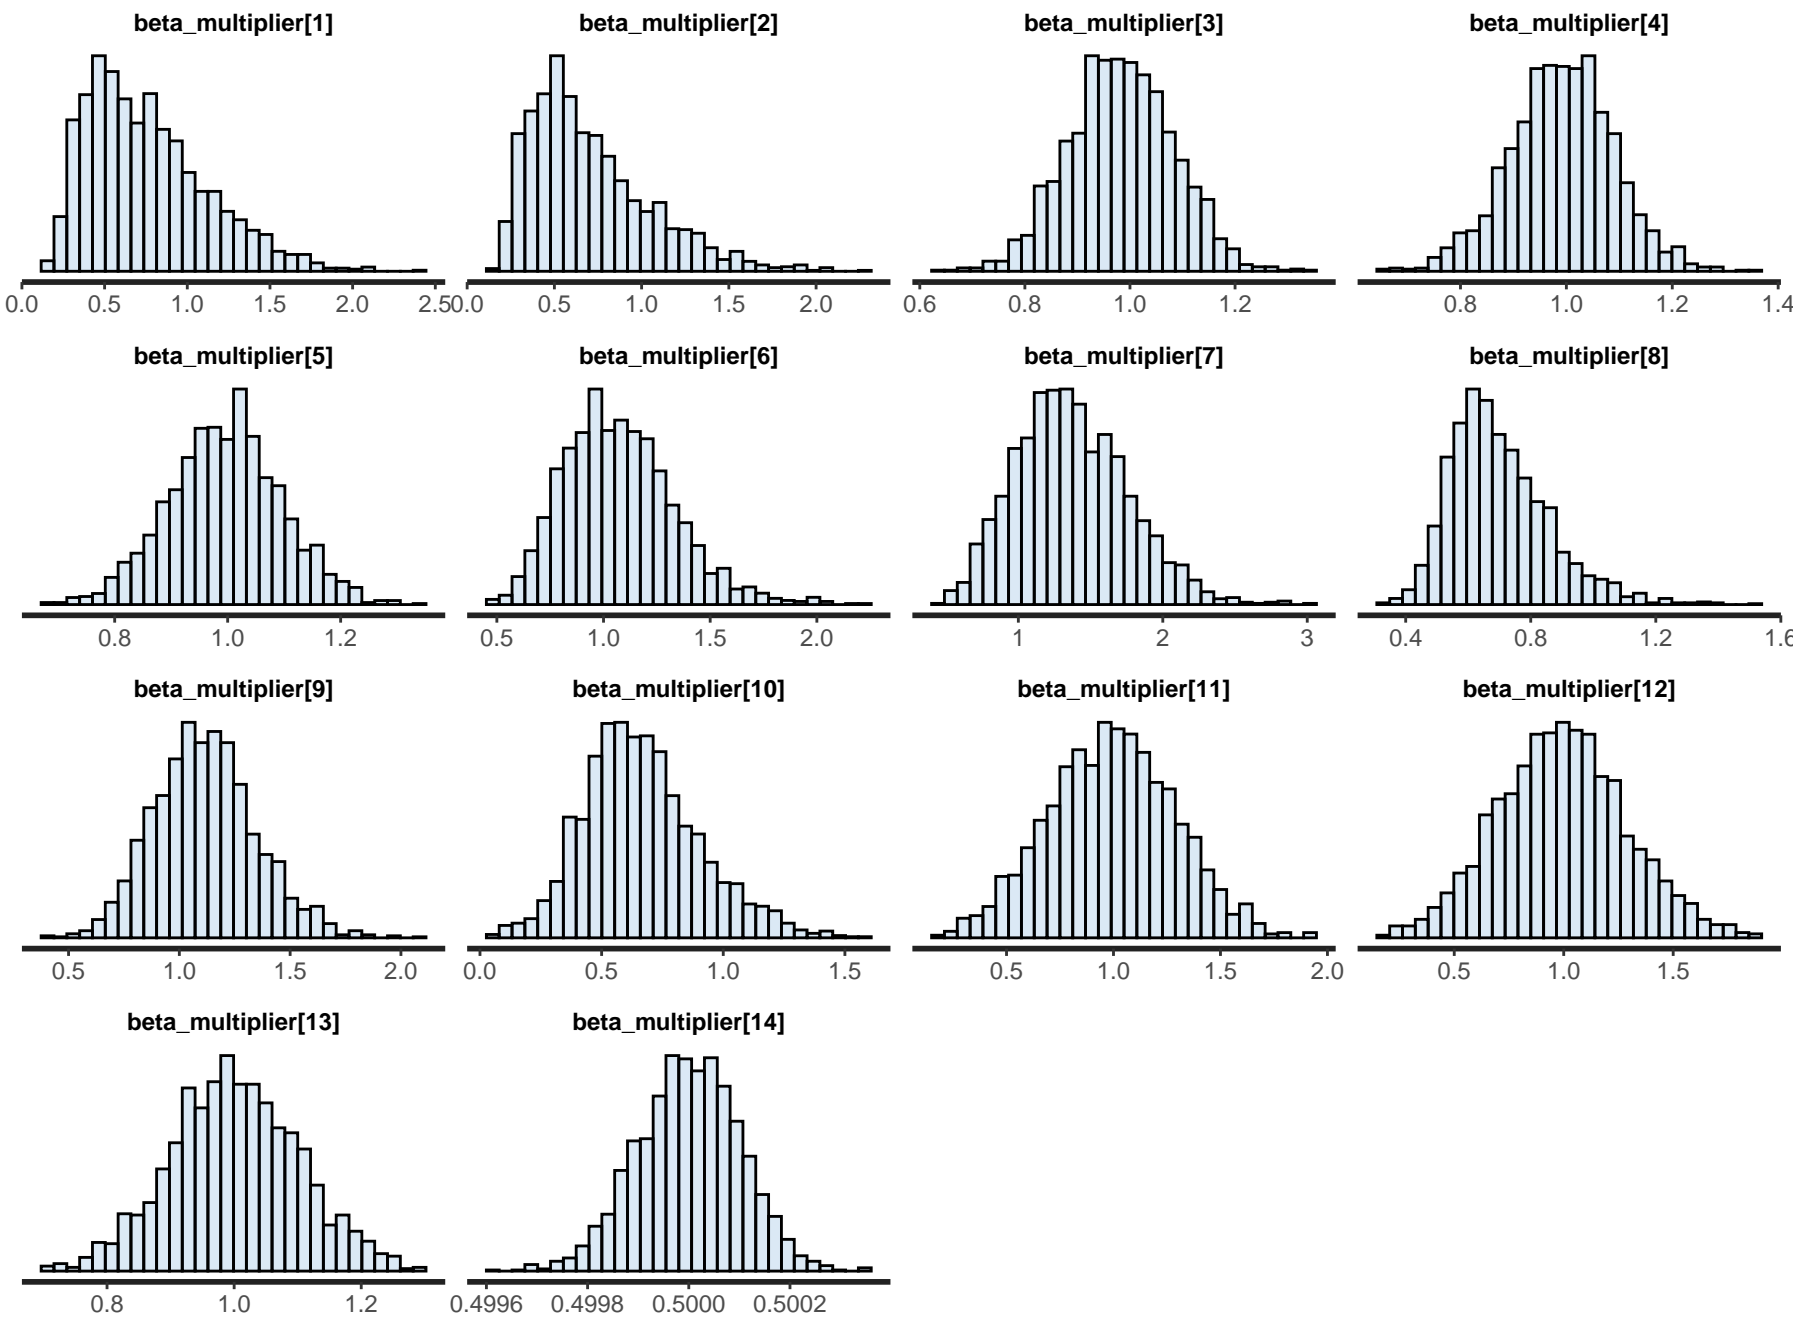 beta_multiplier[1] beta_multiplier[2] beta_multiplier[3] beta_multiplier[4]
0.0 0.5 1.0 1.5 2.0 2.5 0.0 0.5 1.0 1.5 2.0 0.6 0.8 1.0 1.2 0.8 1.0 1.2 1.4
beta_multiplier[5] beta_multiplier[6] beta_multiplier[7] beta_multiplier[8]
0.8 1.0 1.2 0.5 1.0 1.5 2.0 1 2 3 0.4 0.8 1.2 1.6
beta_multiplier[9] beta_multiplier[10] beta_multiplier[11] beta_multiplier[12]
0.5 1.0 1.5 2.0 0.0 0.5 1.0 1.5 0.5 1.0 1.5 2.0 0.5 1.0 1.5
beta_multiplier[13] beta_multiplier[14]
0.8 1.0 1.2 0.4996 0.4998 0.5000 0.5002